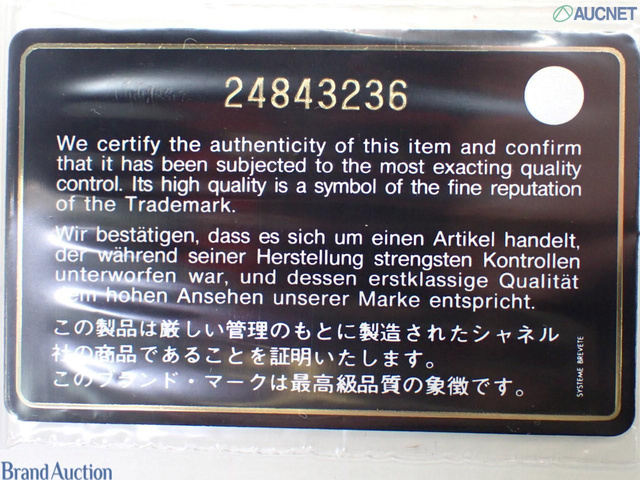 AUCNET
24843236
We certify the authenticity of this item and confirm
that it has been subjected to the most exacting quality
control. Its high quality is a symbol of the fine reputation
of the Trademark.
Wir bestätigen, dass es sich um einen Artikel handelt,
der während seiner Herstellung strengsten Kontrollen
unterworfen war, und dessen erstklassige Qualität
dem hohen Ansehen unserer Marke entspricht.
この製品は厳しい管理のもとに製造されたシャネル
社の商品であることを証明いたします。
このブランド・マークは最高級品質の象徴です。
SYSTEME BREVETE
Brand Auction